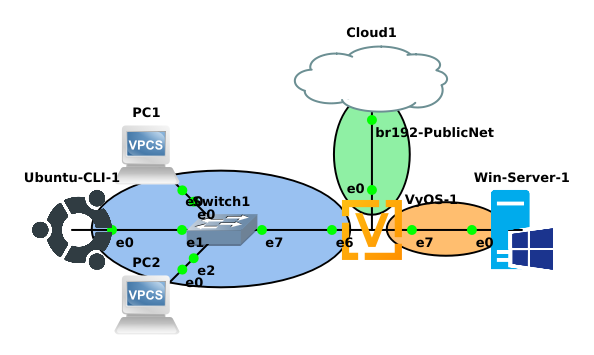 Cloud1
PC1
VPCS
br192-PublicNet
Ubuntu-CLI-1
Win-Server-1
e0
VyOS-1
e0
Switch1
e0
V
e0
e1
e7
e6
e7
e0
PC2
e2
e0
VPCS